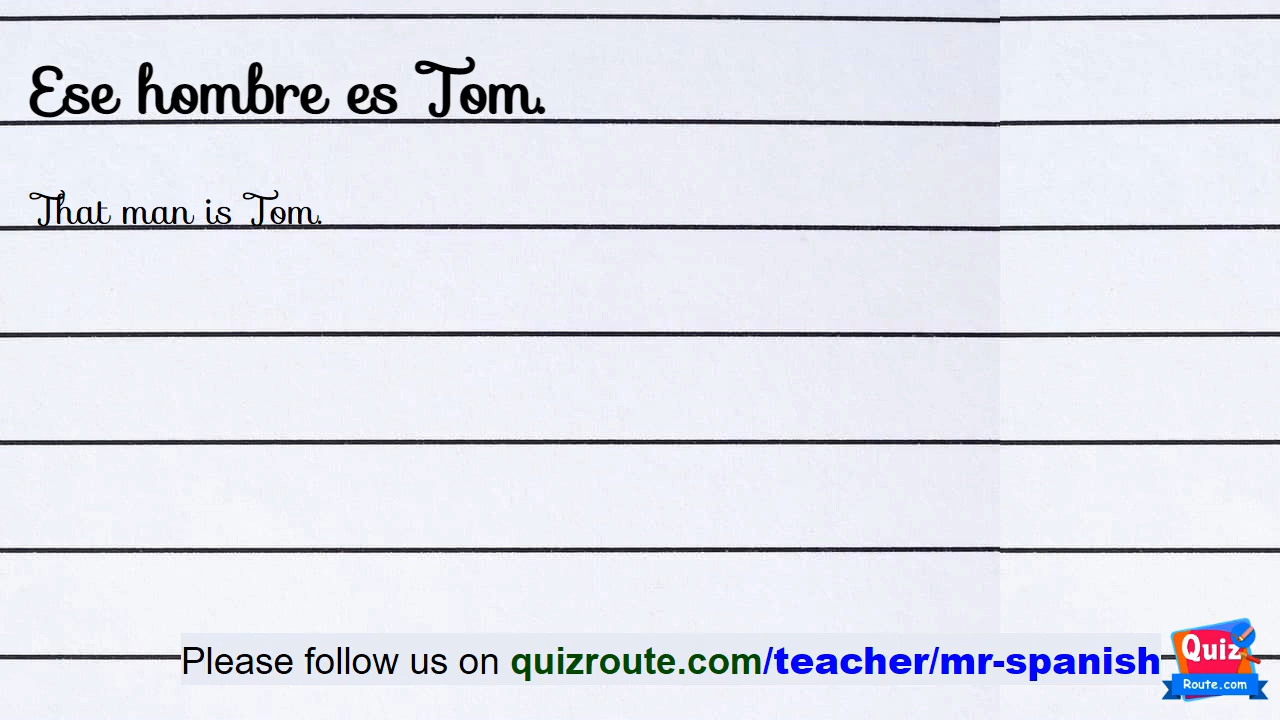 Ese hombre es Tom.
That man is Tom.
Please follow us on quizroute.com/teacher/mr-spanish
Quiz
Route.com